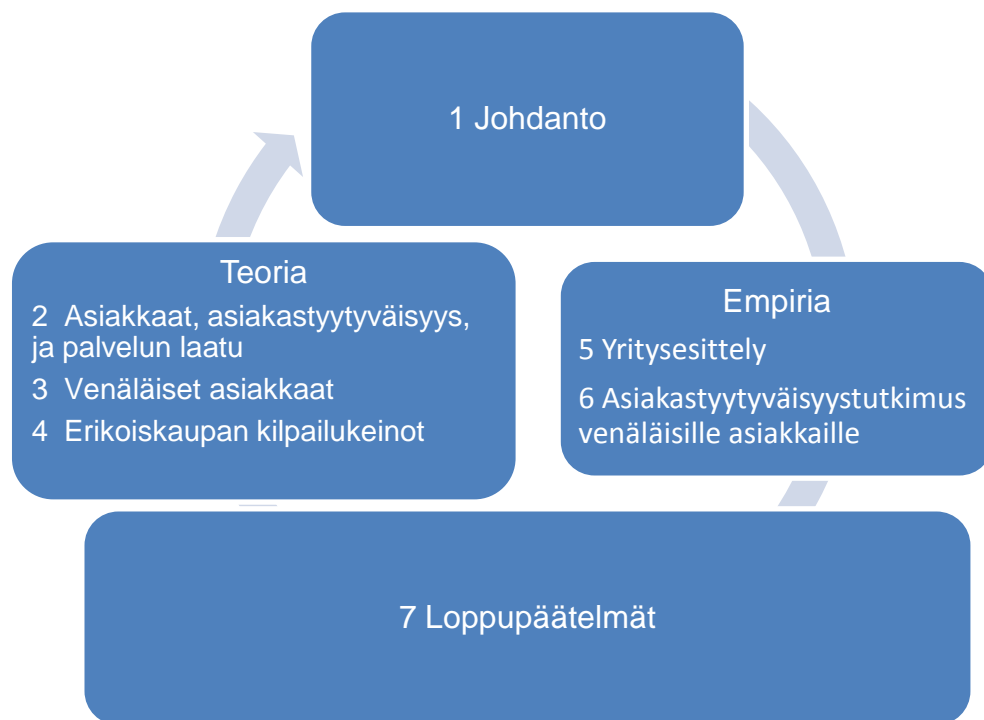 1 Johdanto
Teoria
2 Asiakkaat, asiakastyytyväisyys,
ja palvelun laatu
3 Venäläiset asiakkaat
4 Erikoiskaupan kilpailukeinot
Empiria
5 Yritysesittely
6 Asiakastyytyväisyystutkimus
venäläisille asiakkaille
7 Loppupäätelmät